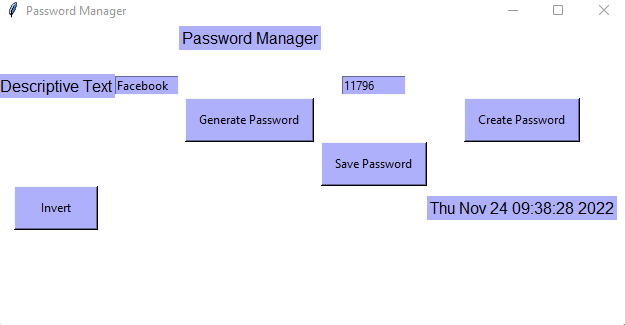 Password Manager
Password Manager
Descriptive Text Facebook 11796
Generate Password Create Password
Save Password
Invert
Thu Nov 24 09:38:28 2022